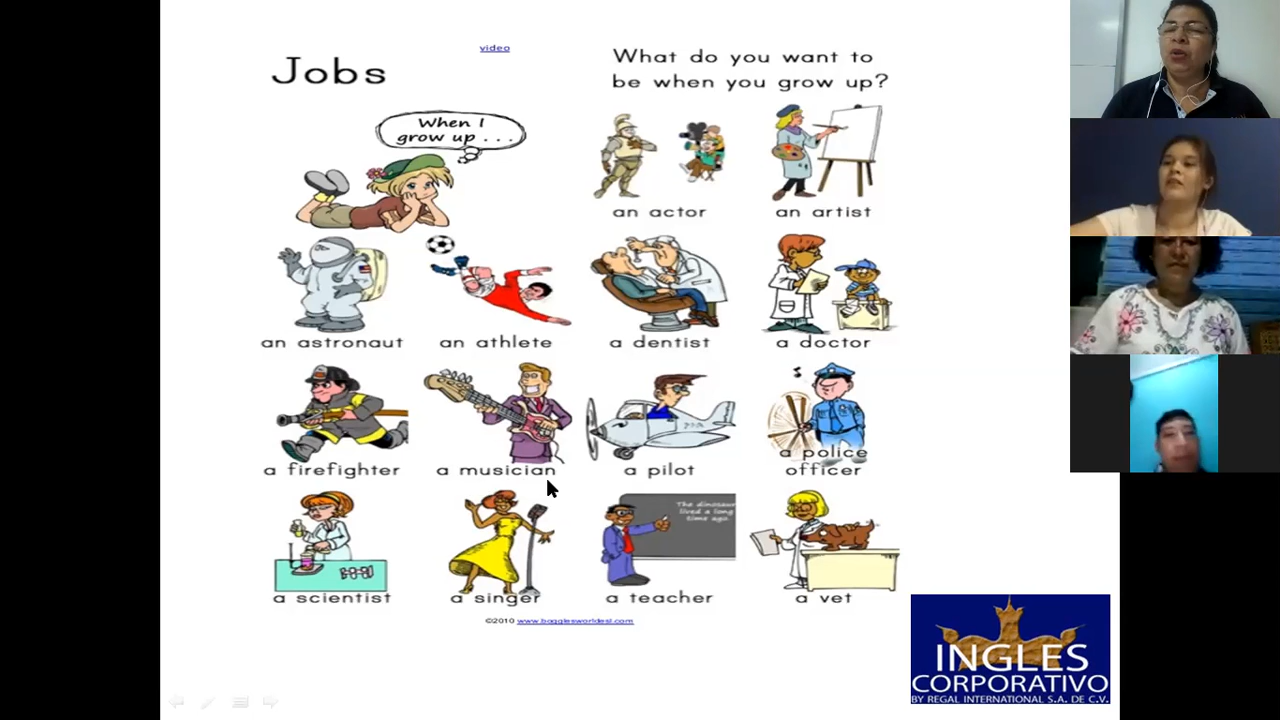 video
Jobs
What do you want to
be when you grow up?
When I
grow up . . .
an actor
an artist
an astronaut
an athlete
a dentist
a doctor
a firefighter
a musician
a pilot
a police
officer
The dinosaur
lived a long
time ago.
a scientist
a singer
a teacher
a vet
©2010 www.bogglesworldesl.com
INGLES
CORPORATIVO
BY REGAL INTERNATIONAL S.A. DE C.V.